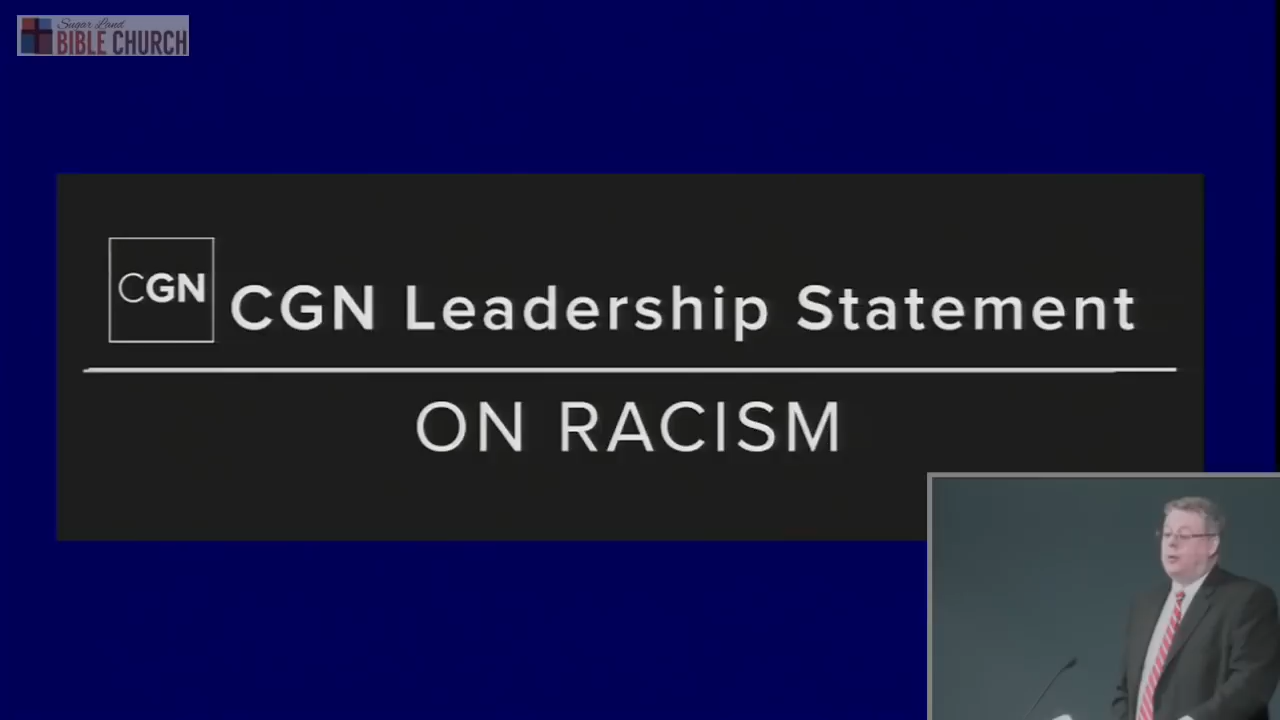 Sugar Land
BIBLE CHURCH
CGN
CGN Leadership Statement
ON RACISM